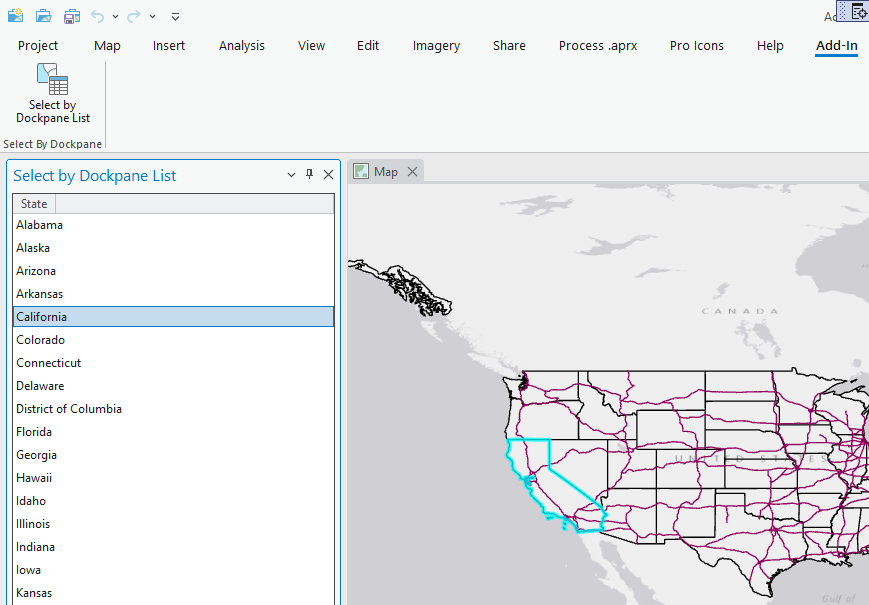 Ac
Project Map Insert Analysis View Edit Imagery Share Process .aprx Pro Icons Help Add-In
Select by
Dockpane List
Select By Dockpane
Select by Dockpane List
Map
State
Alabama
Alaska
Arizona
Arkansas
California
Colorado
Connecticut
Delaware
District of Columbia
Florida
Georgia
Hawaii
Idaho
Illinois
Indiana
Iowa
Kansas
CANADA
UNITED STATES
Gulf of